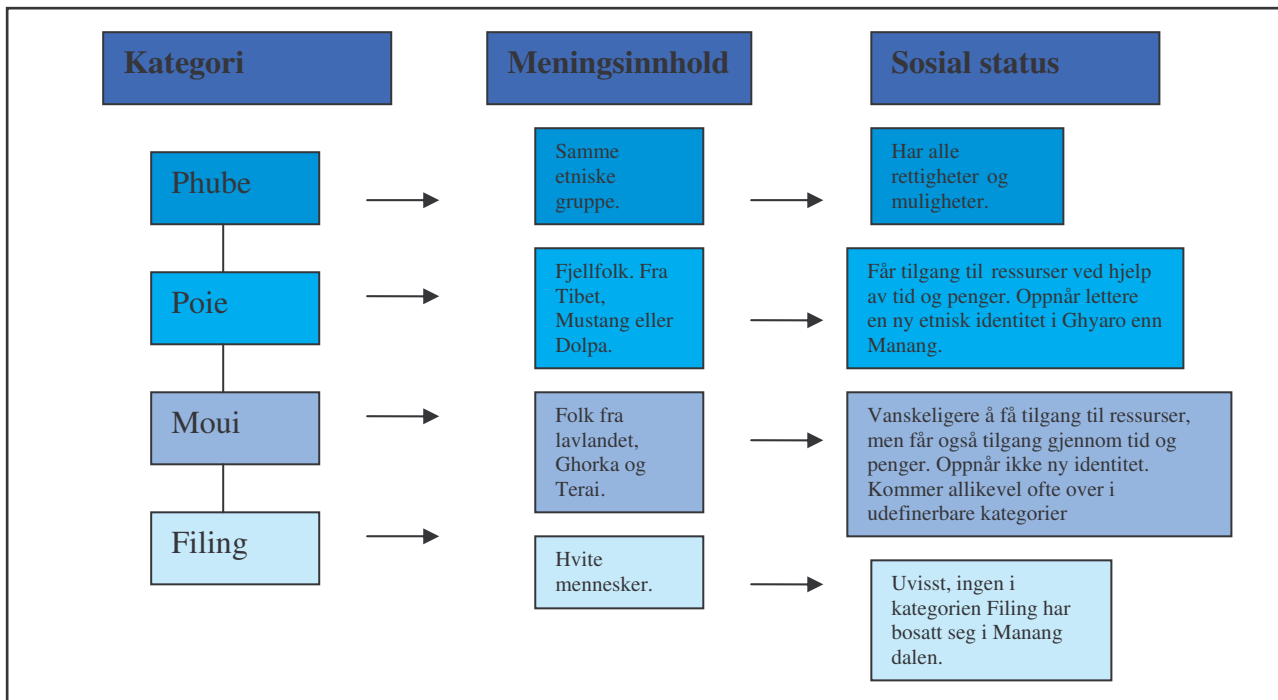 Kategori
Meningsinnhold
Sosial status
Phube
Samme
etniske
gruppe.
Har alle
rettigheter og
muligheter.
Poie
Fjellfolk. Fra
Tibet,
Mustang eller
Dolpa.
Får tilgang til ressurser ved hjelp
av tid og penger. Oppnår lettere
en ny etnisk identitet i Ghyaro enn
Manang.
Moui
Folk fra
lavlandet,
Ghorka og
Terai.
Vanskeligere å få tilgang til ressurser,
men får også tilgang gjennom tid og
penger. Oppnår ikke ny identitet.
Kommer allikevel ofte over i
udefinerbare kategorier
Filing
Hvite
mennesker.
Uvisst, ingen i
kategorien Filing har
bosatt seg i Manang
dalen.